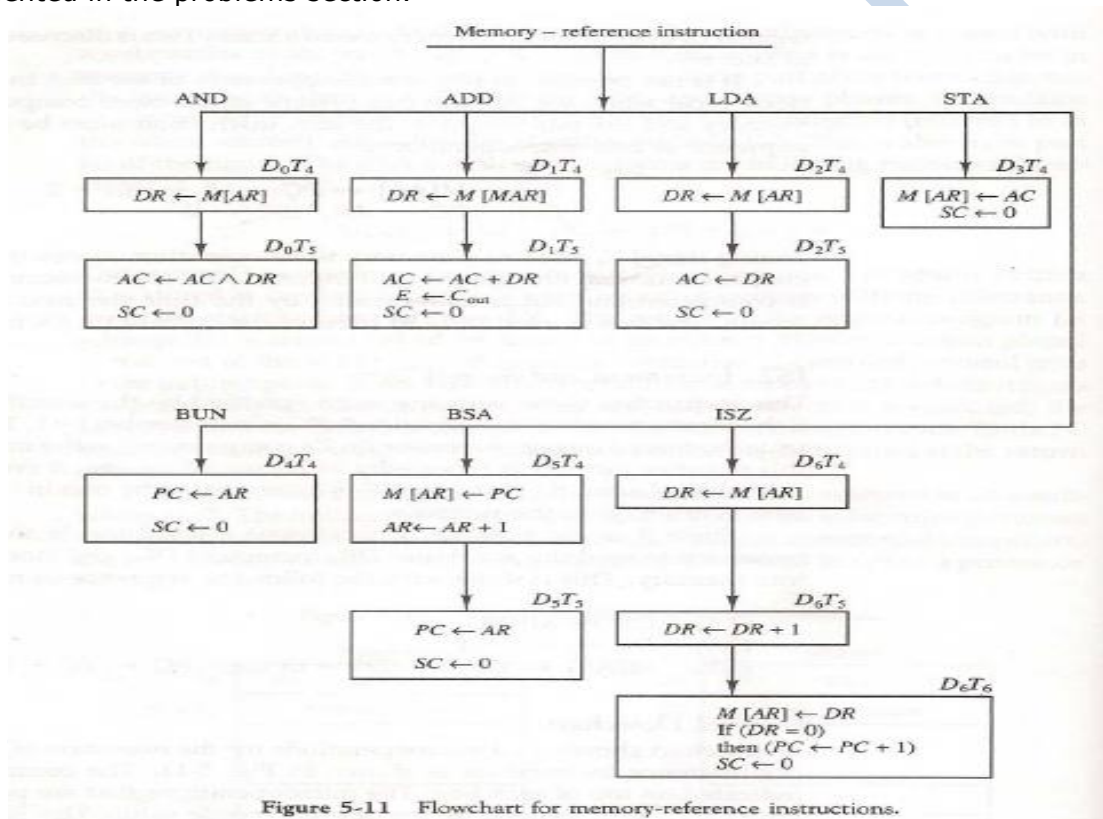 ented in the problems section.
Memory – reference instruction
AND ADD LDA STA
D₀T₄ D₁T₄ D₂T₄ D₃T₄
DR ← M[AR] DR ← M [MAR] DR ← M [AR] M [AR] ← AC
SC ← 0
D₀T₅ D₁T₅ D₂T₅
AC ← AC ∧ DR AC ← AC + DR AC ← DR
E ← Cout
SC ← 0 SC ← 0 SC ← 0
BUN BSA ISZ
D₄T₄ D₅T₄ D₆T₄
PC ← AR M [AR] ← PC DR ← M [AR]
SC ← 0 AR ← AR + 1
D₅T₅ D₆T₅
PC ← AR DR ← DR + 1
SC ← 0
D₆T₆
M [AR] ← DR
If (DR = 0)
then (PC ← PC + 1)
SC ← 0
Figure 5-11 Flowchart for memory-reference instructions.